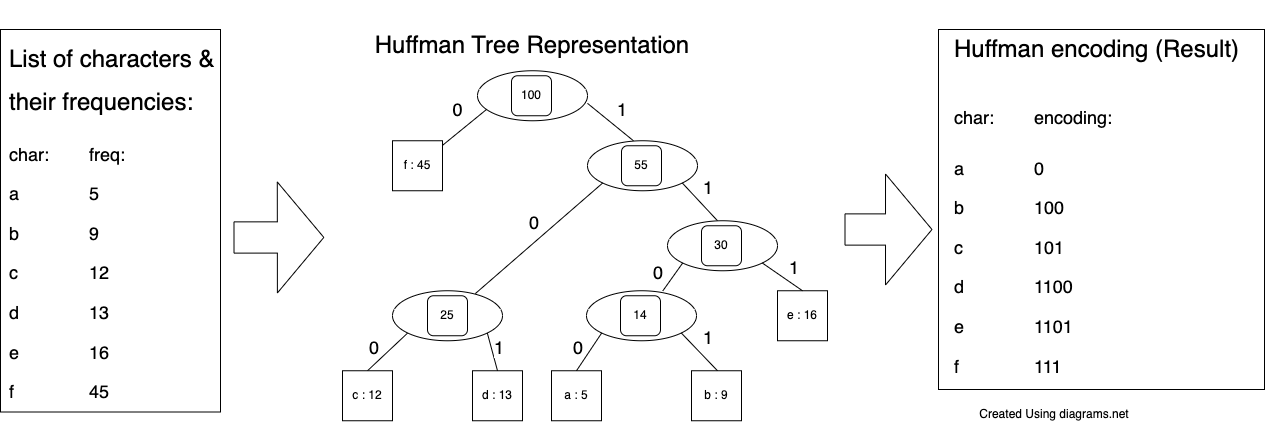 List of characters &
their frequencies:
char: freq:
a 5
b 9
c 12
d 13
e 16
f 45
Huffman Tree Representation
100
0 1
f : 45
55
0 1
30
0 1
25
14
e : 16
0 1
0 1
c : 12
d : 13
a : 5
b : 9
Huffman encoding (Result)
char: encoding:
a 0
b 100
c 101
d 1100
e 1101
f 111
Created Using diagrams.net